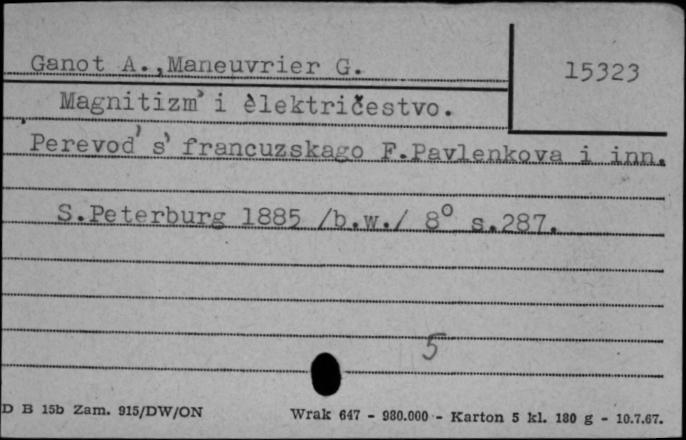 Ganot A.,Maneuvrier G.
15323
Magnitizm' i èlektričestvo.
Perevod' s' francuzskago F.Pavlenkova i inn.
S.Peterburg 1885 /b.w./ 8° s.287.
5
D B 15b Zam. 915/DW/ON Wrak 647 - 980.000 - Karton 5 kl. 180 g - 10.7.67.